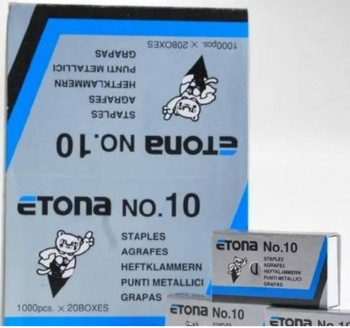 1000pcs. × 20BOXES
GRAPAS
PUNTI METALLICI
HEFTKLAMMERN
AGRAFES
STAPLES
ETONA NO.10
ETONA NO.10
STAPLES
AGRAFES
HEFTKLAMMERN
PUNTI METALLICI
GRAPAS
1000pcs. × 20BOXES
ETONA No.10
STAPLES
AGRAFES
HEFTKLAMMERN
PUNTI METALLICI
GRAPAS
ETONA No.10
ETONA